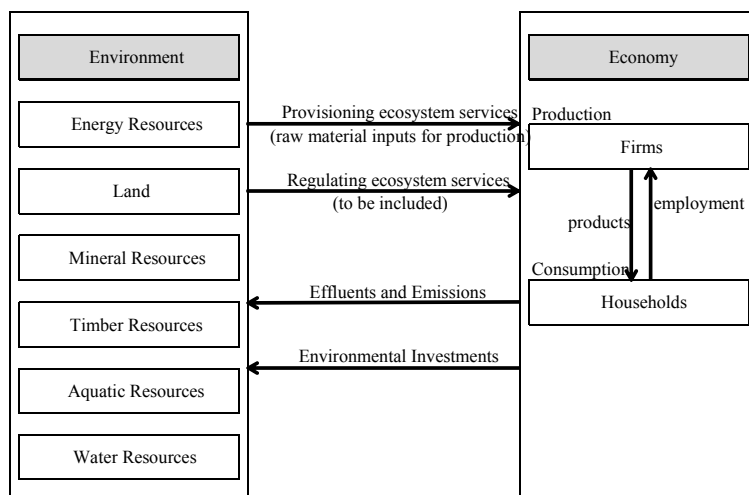 Environment
Energy Resources
Land
Mineral Resources
Timber Resources
Aquatic Resources
Water Resources
Provisioning ecosystem services
(raw material inputs for production)
Regulating ecosystem services
(to be included)
Effluents and Emissions
Environmental Investments
Economy
Production
Firms
products
employment
Consumption
Households